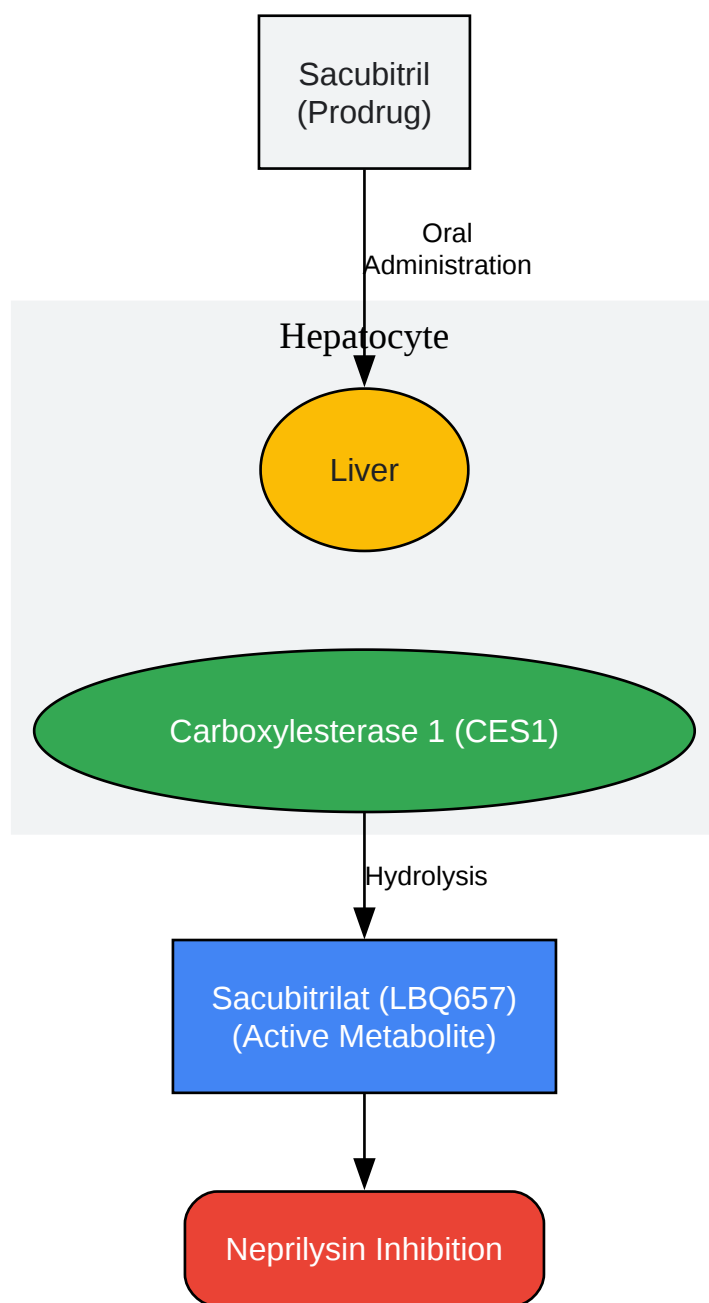 Sacubitril
(Prodrug)
Oral
Administration
Hepatocyte
Liver
Carboxylesterase 1 (CES1)
Hydrolysis
Sacubitrilat (LBQ657)
(Active Metabolite)
Neprilysin Inhibition